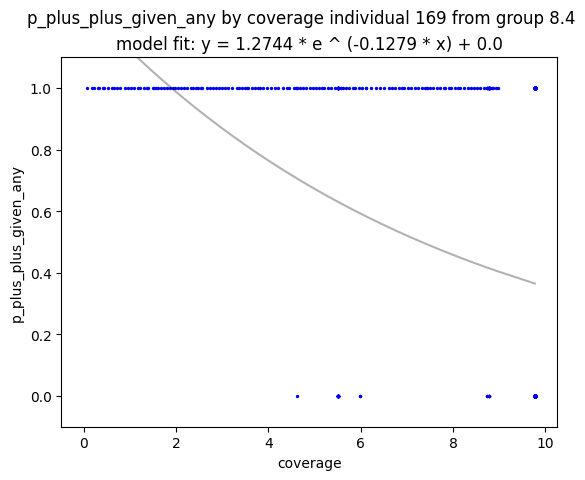 p_plus_plus_given_any by coverage individual 169 from group 8.4
model fit: y = 1.2744 * e ^ (-0.1279 * x) + 0.0
1.0
0.8
0.6
0.4
0.2
0.0
p_plus_plus_given_any
0 2 4 6 8 10
coverage